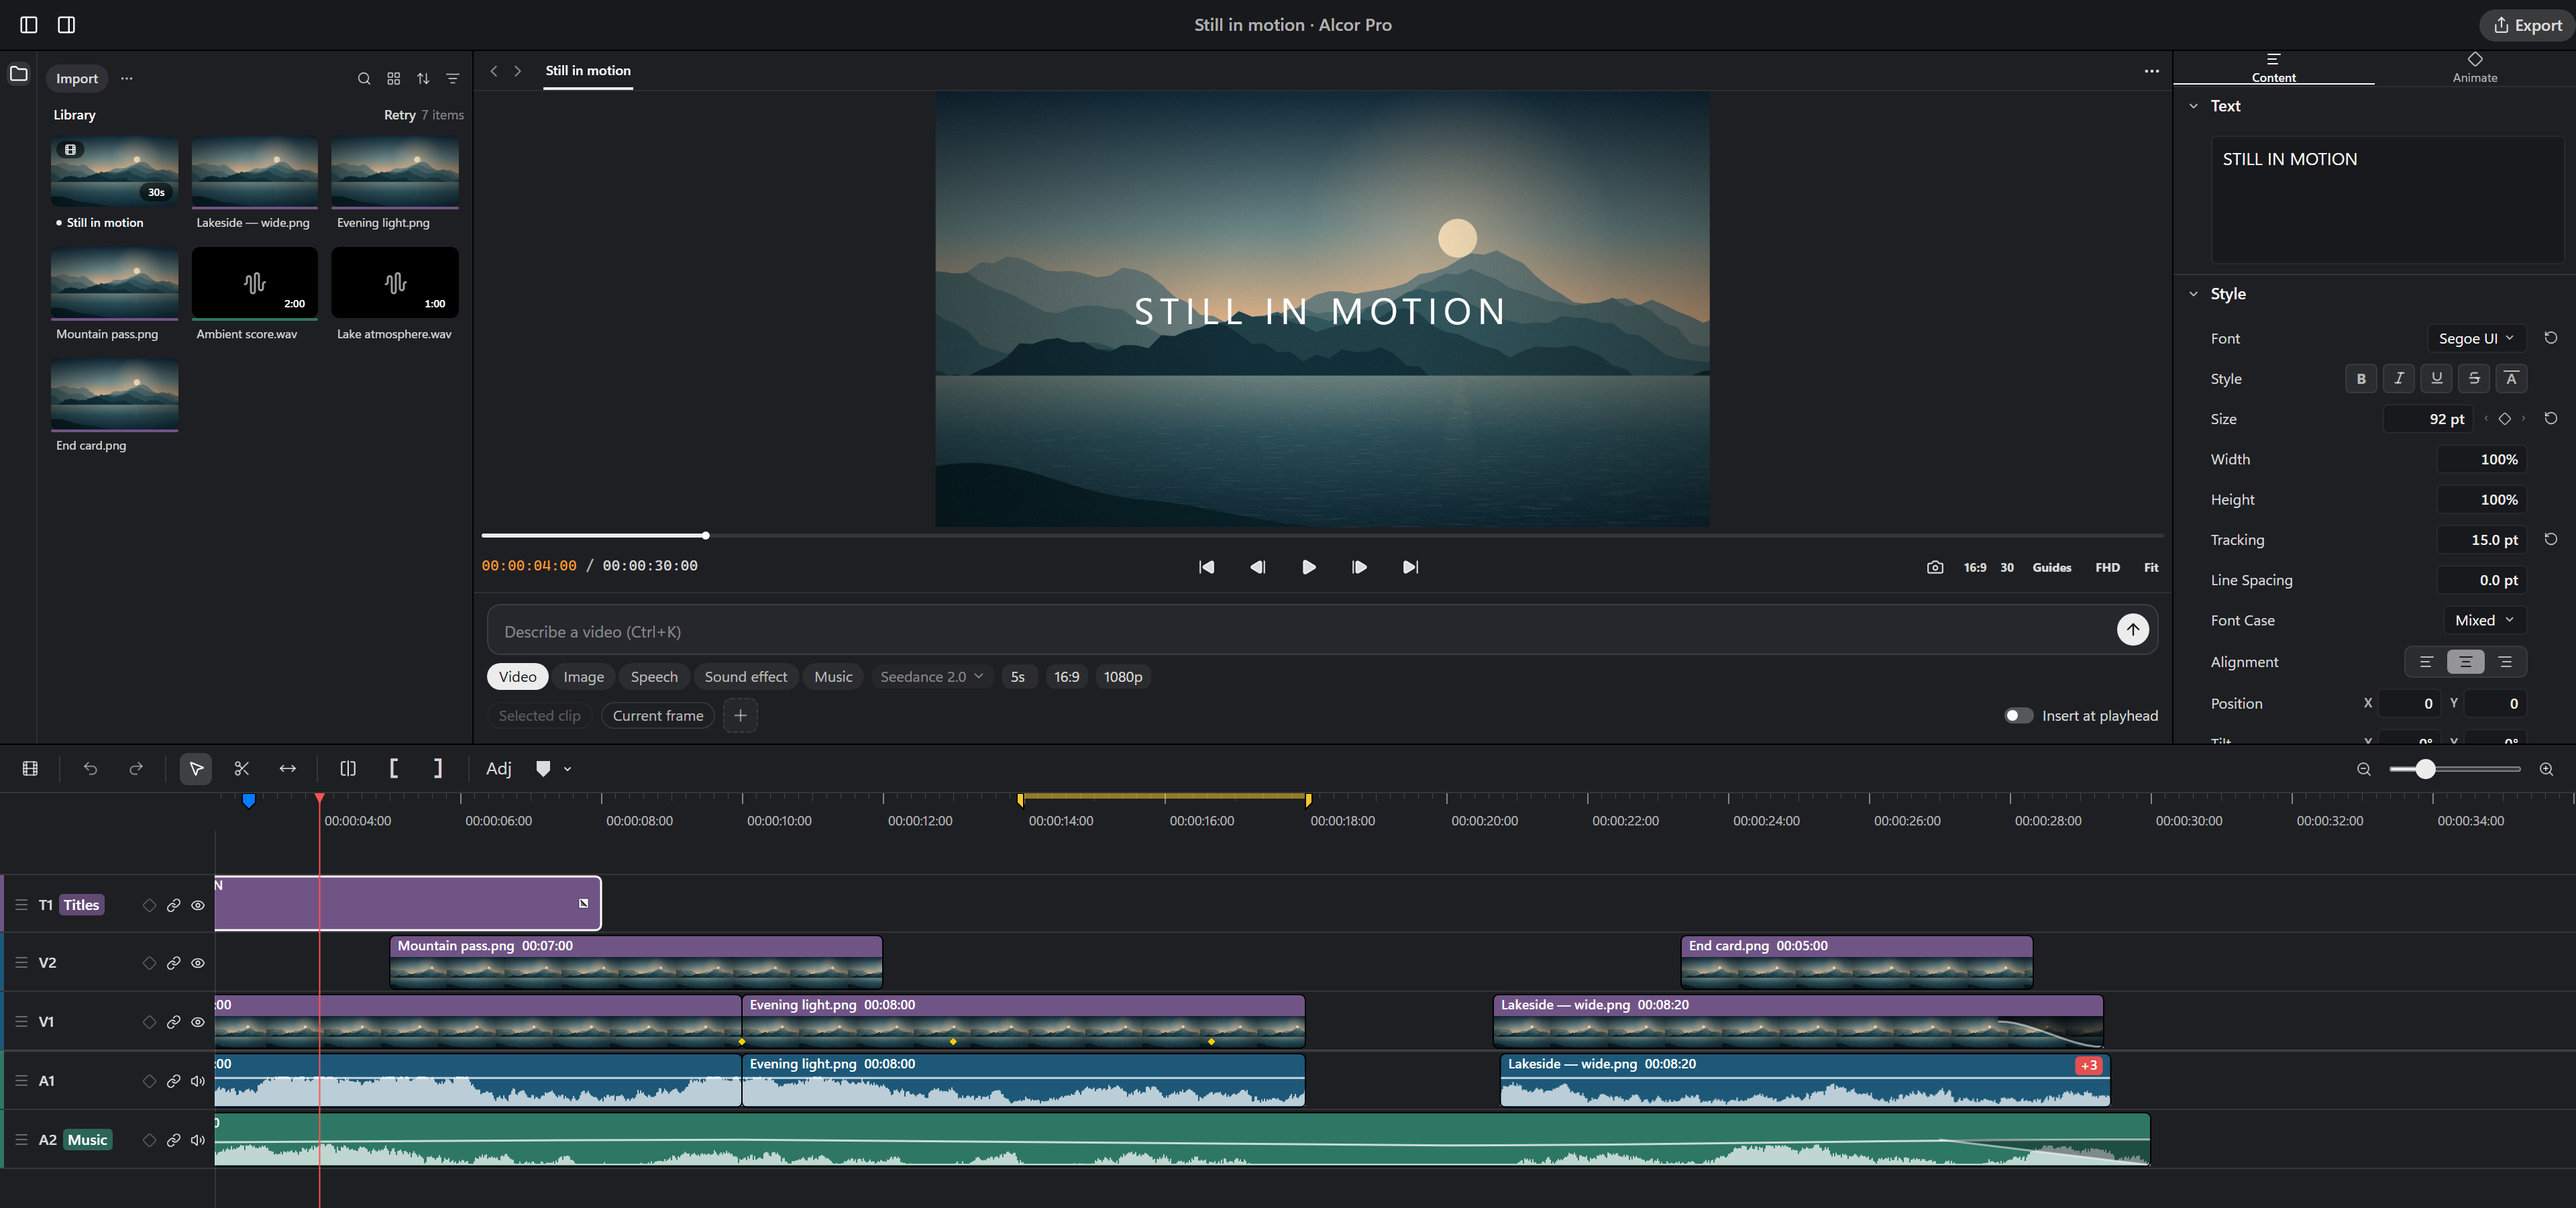 Still in motion · Alcor Pro
Export
Import
Library
Retry 7 items
30s
Still in motion
Lakeside — wide.png
Evening light.png
2:00
1:00
Mountain pass.png
Ambient score.wav
Lake atmosphere.wav
End card.png
Still in motion
STILL IN MOTION
00:00:04:00 / 00:00:30:00
16:9 30 Guides FHD Fit
Describe a video (Ctrl+K)
Video Image Speech Sound effect Music Seedance 2.0 5s 16:9 1080p
Selected clip Current frame
Insert at playhead
Content
Animate
Text
STILL IN MOTION
Style
Font Segoe UI
Style B I U S A
Size 92 pt
Width 100%
Height 100%
Tracking 15.0 pt
Line Spacing 0.0 pt
Font Case Mixed
Alignment
Position X 0 Y 0
Adj
00:00:04:00 00:00:06:00 00:00:08:00 00:00:10:00 00:00:12:00 00:00:14:00 00:00:16:00 00:00:18:00 00:00:20:00 00:00:22:00 00:00:24:00 00:00:26:00 00:00:28:00 00:00:30:00 00:00:32:00 00:00:34:00
T1 Titles
N
V2
Mountain pass.png 00:07:00
End card.png 00:05:00
V1
:00
Evening light.png 00:08:00
Lakeside — wide.png 00:08:20
A1
:00
Evening light.png 00:08:00
Lakeside — wide.png 00:08:20
+3
A2 Music